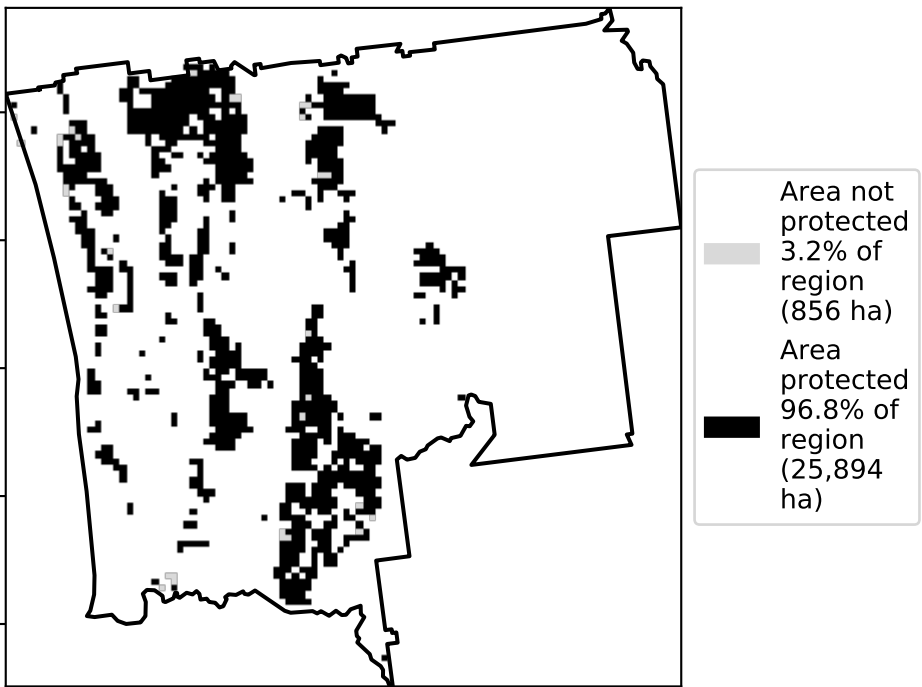 Area not
protected
3.2% of
region
(856 ha)
Area
protected
96.8% of
region
(25,894
ha)